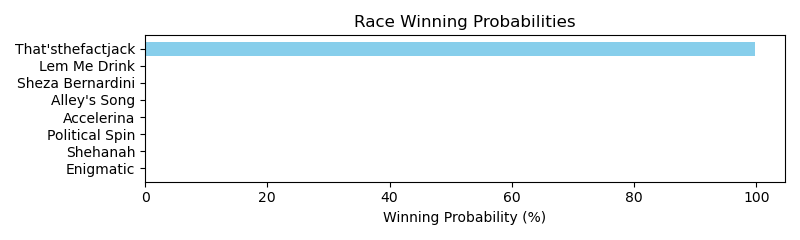 Race Winning Probabilities
That'sthefactjack
Lem Me Drink
Sheza Bernardini
Alley's Song
Accelerina
Political Spin
Shehanah
Enigmatic
0 20 40 60 80 100
Winning Probability (%)